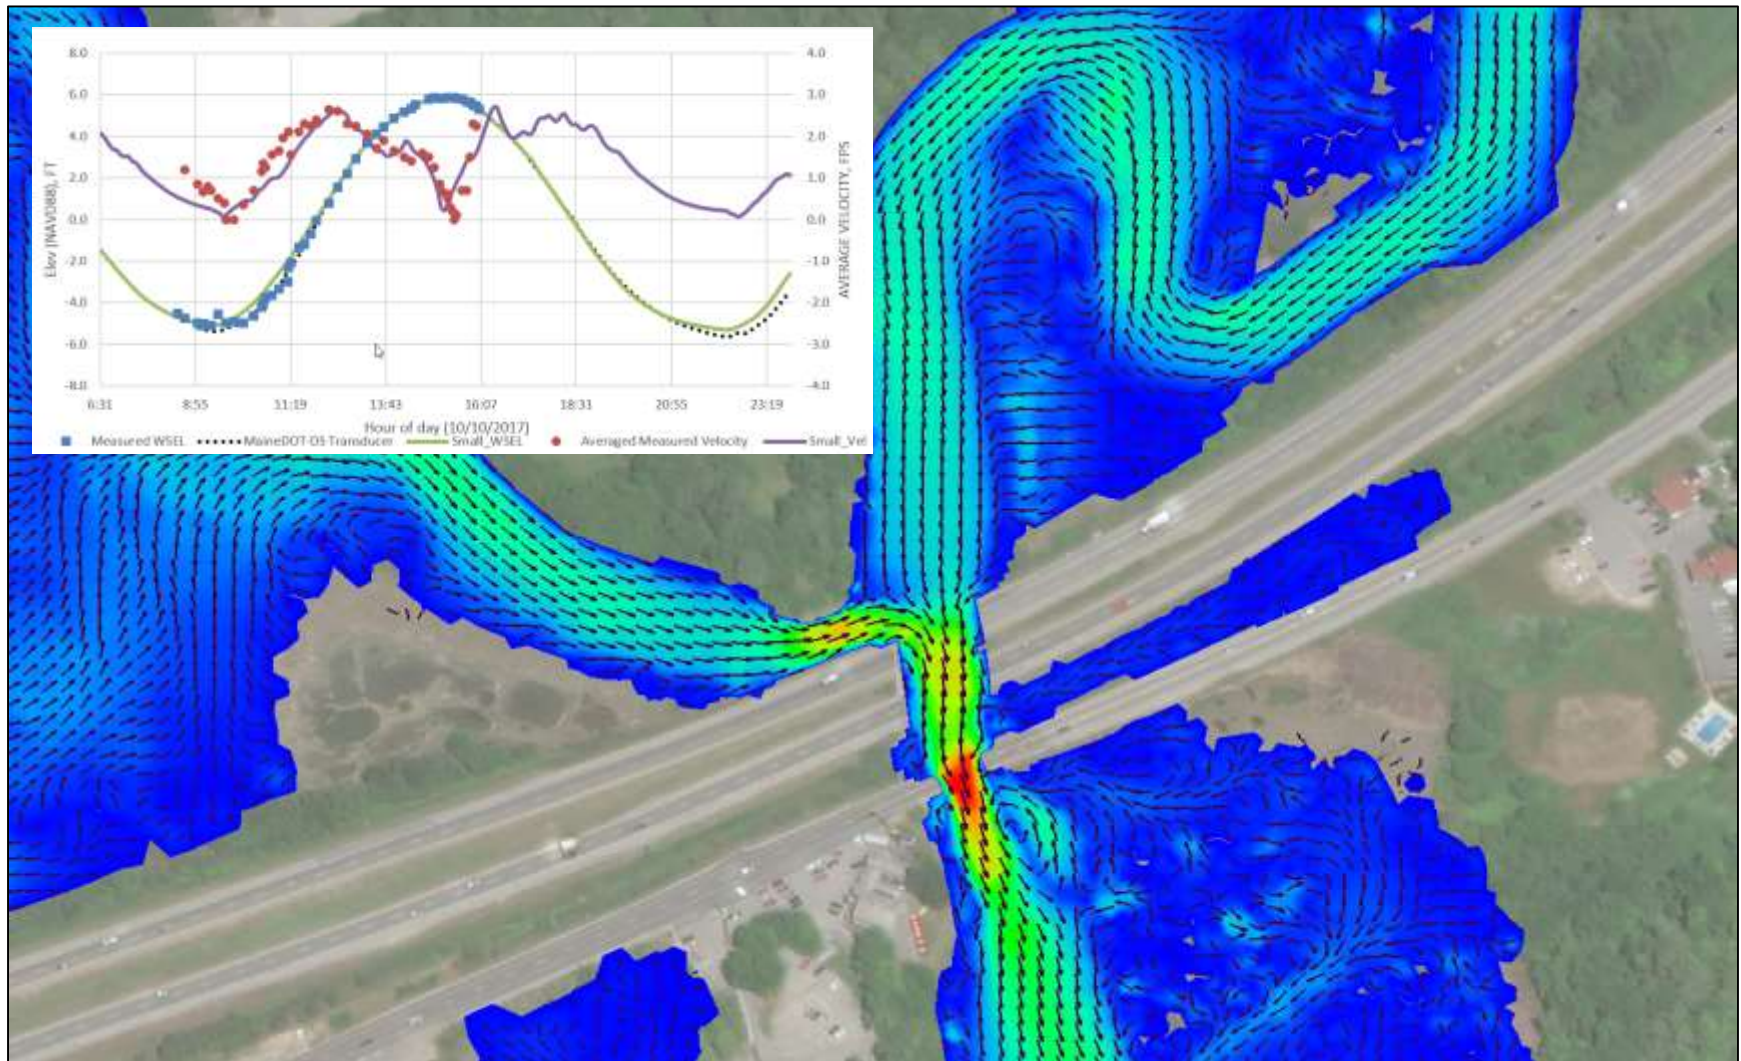 8.0 4.0
6.0 3.0
4.0 2.0
2.0 1.0
0.0 0.0
-2.0 -1.0
-4.0 -2.0
-6.0 -3.0
-8.0 -4.0
Elev (NAVD88), FT
AVERAGE VELOCITY, FPS
6:31 8:55 11:19 13:43 16:07 18:31 20:55 23:19
Hour of day (10/10/2017)
Measured WSEL MaineDOT-DS Transducer Small_WSEL Averaged Measured Velocity Small_Vel